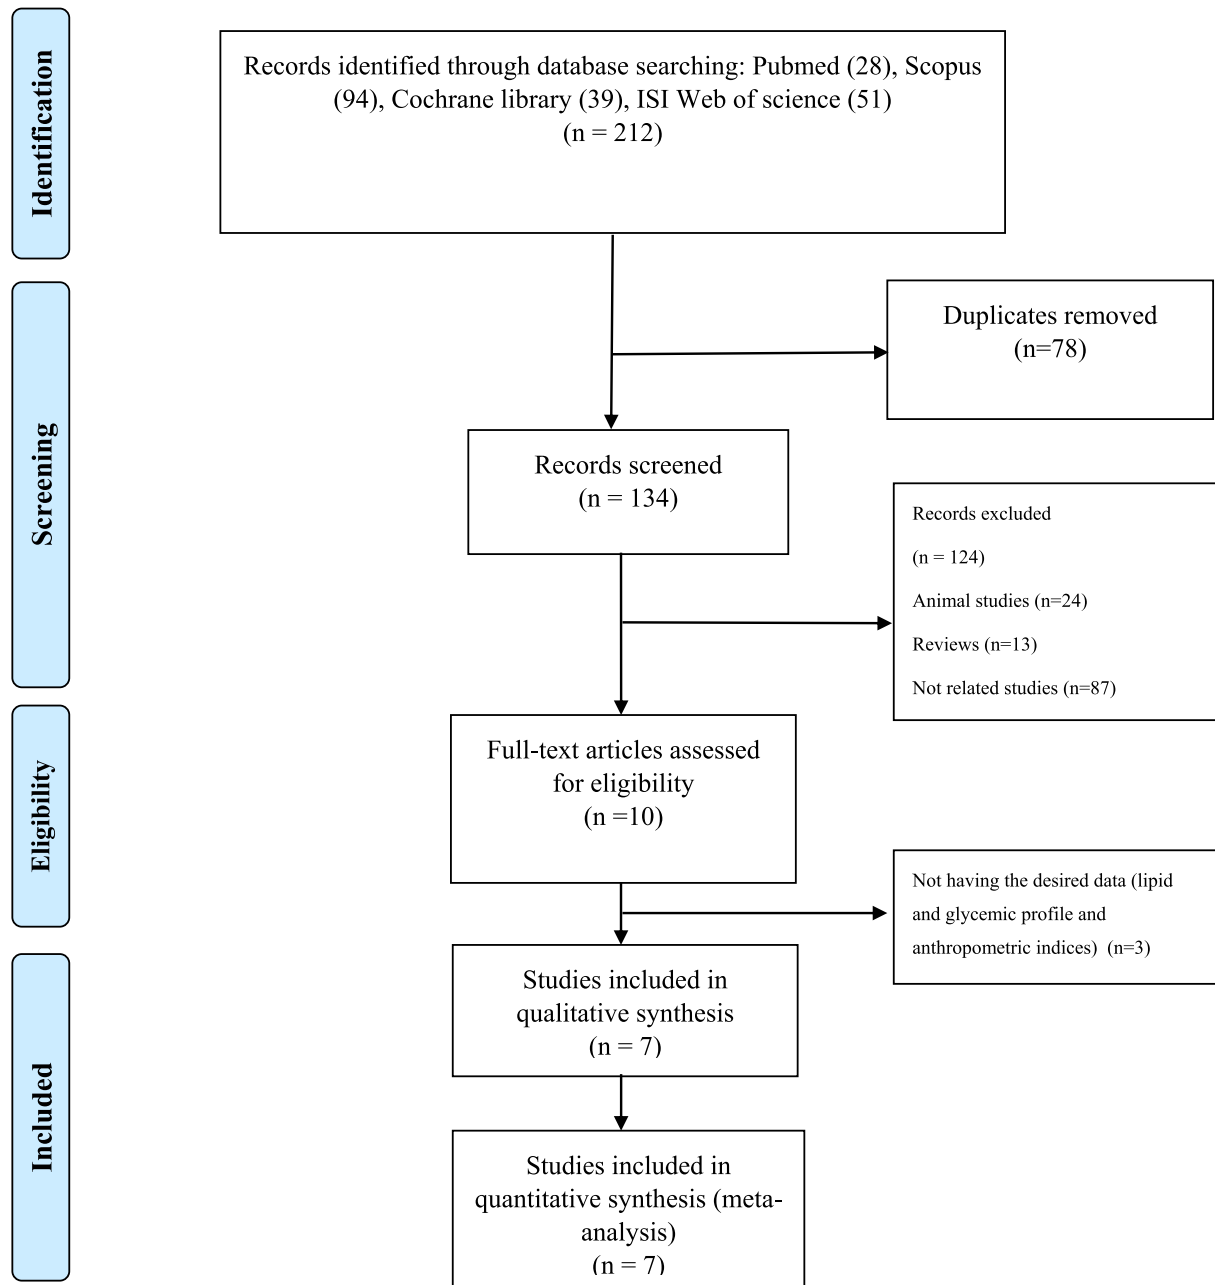 Identification
Records identified through database searching: Pubmed (28), Scopus
(94), Cochrane library (39), ISI Web of science (51)
(n = 212)
Screening
Duplicates removed
(n=78)
Records screened
(n = 134)
Records excluded
(n = 124)
Animal studies (n=24)
Reviews (n=13)
Not related studies (n=87)
Eligibility
Full-text articles assessed
for eligibility
(n =10)
Not having the desired data (lipid
and glycemic profile and
anthropometric indices) (n=3)
Included
Studies included in
qualitative synthesis
(n = 7)
Studies included in
quantitative synthesis (meta-
analysis)
(n = 7)